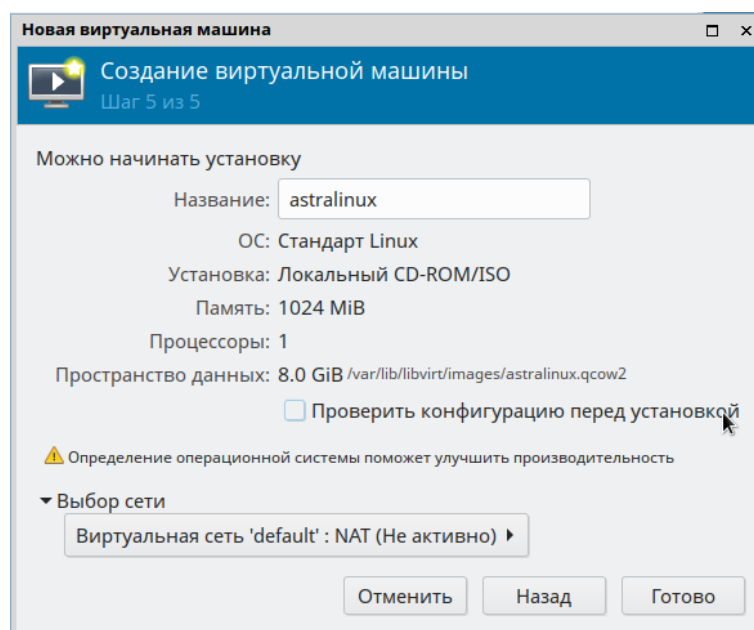 Новая виртуальная машина
Создание виртуальной машины
Шаг 5 из 5
Можно начинать установку
Название: astralinux
ОС: Стандарт Linux
Установка: Локальный CD-ROM/ISO
Память: 1024 MiB
Процессоры: 1
Пространство данных: 8.0 GiB /var/lib/libvirt/images/astralinux.qcow2
Проверить конфигурацию перед установкой
Определение операционной системы поможет улучшить производительность
Выбор сети
Виртуальная сеть 'default' : NAT (Не активно)
Отменить Назад Готово